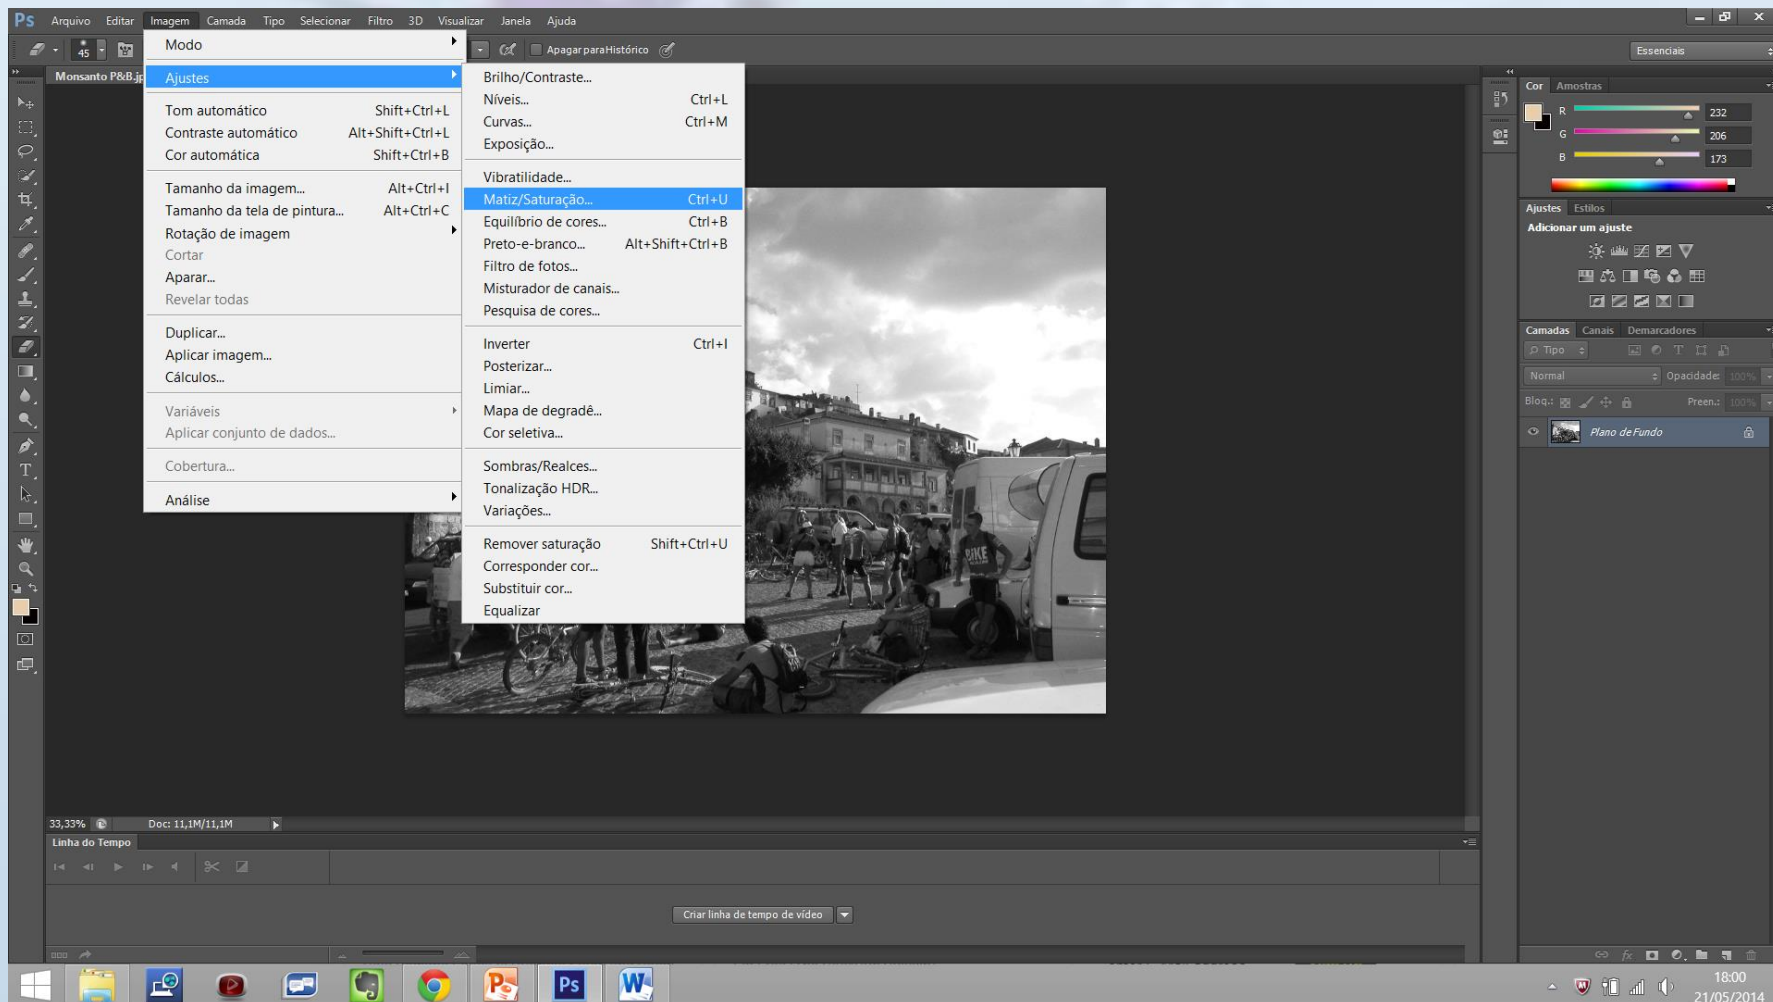 Ps Arquivo Editar Imagem Camada Tipo Selecionar Filtro 3D Visualizar Janela Ajuda
45 Apagar para Histórico Essenciais
Monsanto P&B.jp
Modo
Ajustes
Tom automático Shift+Ctrl+L
Contraste automático Alt+Shift+Ctrl+L
Cor automática Shift+Ctrl+B
Tamanho da imagem... Alt+Ctrl+I
Tamanho da tela de pintura... Alt+Ctrl+C
Rotação de imagem
Cortar
Aparar...
Revelar todas
Duplicar...
Aplicar imagem...
Cálculos...
Variáveis
Aplicar conjunto de dados...
Cobertura...
Análise
Brilho/Contraste...
Níveis... Ctrl+L
Curvas... Ctrl+M
Exposição...
Vibratilidade...
Matiz/Saturação... Ctrl+U
Equilíbrio de cores... Ctrl+B
Preto-e-branco... Alt+Shift+Ctrl+B
Filtro de fotos...
Misturador de canais...
Pesquisa de cores...
Inverter Ctrl+I
Posterizar...
Limiar...
Mapa de degradê...
Cor seletiva...
Sombras/Realces...
Tonalização HDR...
Variações...
Remover saturação Shift+Ctrl+U
Corresponder cor...
Substituir cor...
Equalizar
BIKE
Cor Amostras
R 232
G 206
B 173
Ajustes Estilos
Adicionar um ajuste
Camadas Canais Demarcadores
Tipo
Normal Opacidade: 100%
Bloq.: Preen.: 100%
Plano de Fundo
33,33% Doc: 11,1M/11,1M
Linha do Tempo
Criar linha de tempo de vídeo
fx
Ps
18:00
21/05/2014